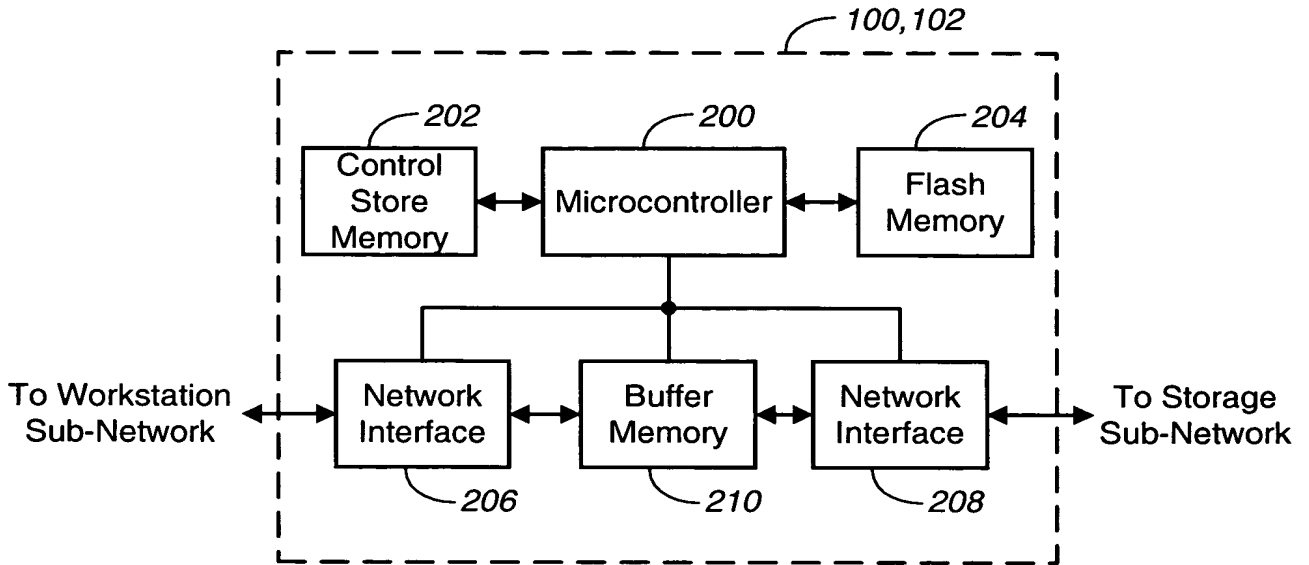 100,102
202
200
204
Control
Store
Memory
Microcontroller
Flash
Memory
To Workstation
Sub-Network
Network
Interface
Buffer
Memory
Network
Interface
To Storage
Sub-Network
206
210
208